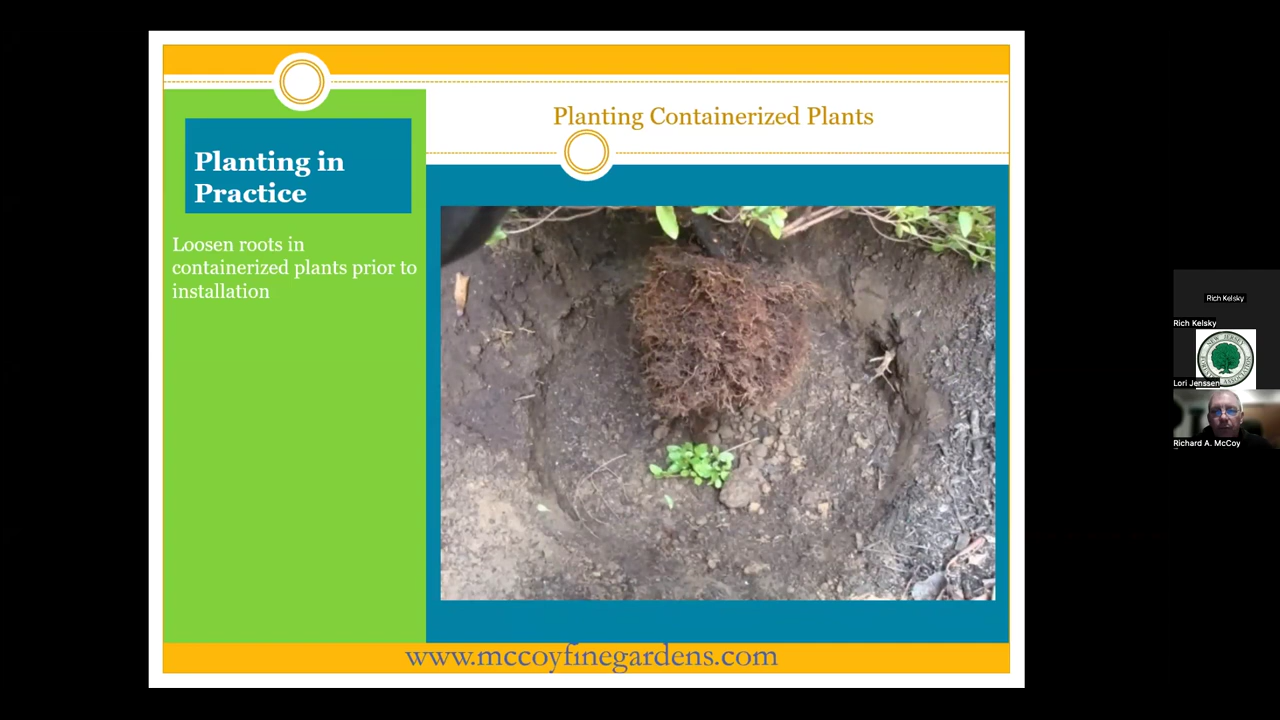 Planting Containerized Plants
Planting in
Practice
Loosen roots in
containerized plants prior to
installation
www.mccoyfinegardens.com
Rich Kelsky
Rich Kelsky
Lori Jenssen
Richard A. McCoy